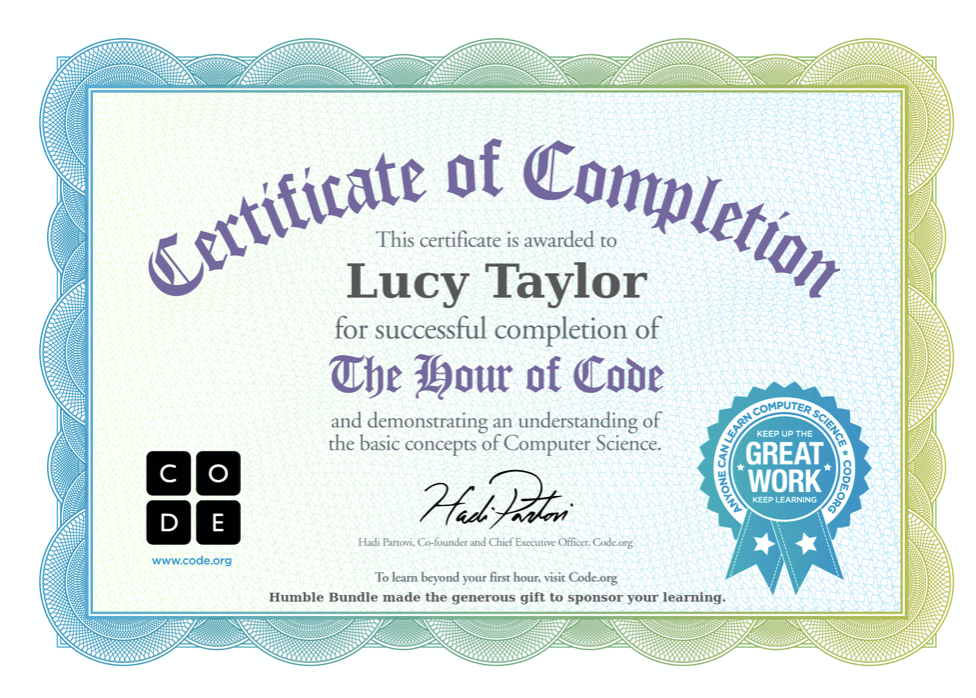 Certificate of Completion
This certificate is awarded to
Lucy Taylor
for successful completion of
The Hour of Code
and demonstrating an understanding of
the basic concepts of Computer Science.
C O
D E
www.code.org
Hadi Partovi
Hadi Partovi, Co-founder and Chief Executive Officer, Code.org
ANYONE CAN LEARN COMPUTER SCIENCE ★ CODE.ORG
KEEP UP THE
GREAT
WORK
KEEP LEARNING
To learn beyond your first hour, visit Code.org
Humble Bundle made the generous gift to sponsor your learning.